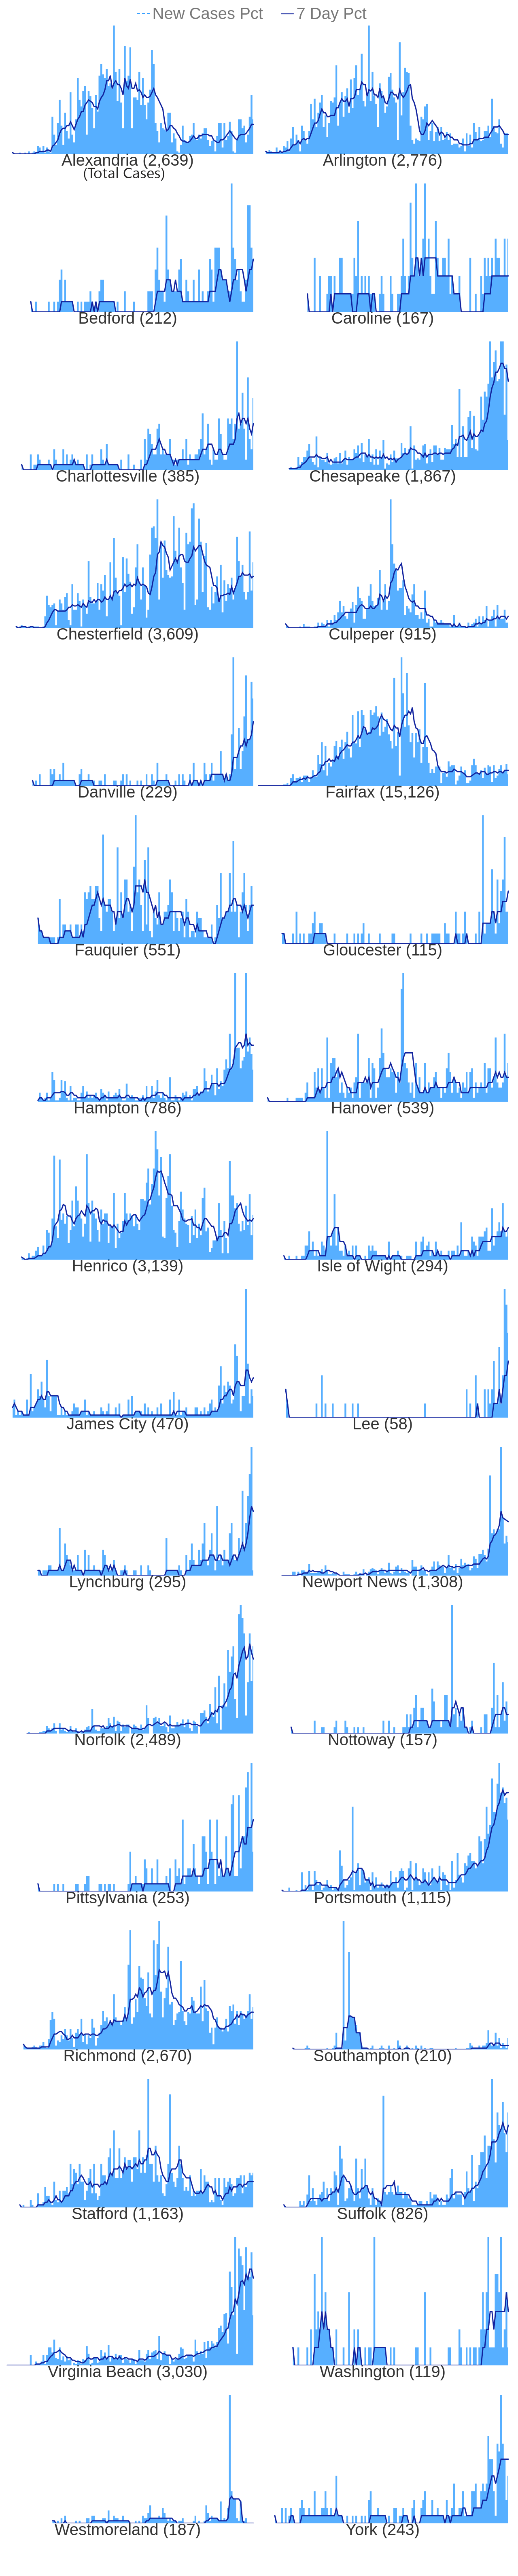 New Cases Pct 7 Day Pct
Alexandria (2,639) Arlington (2,776)
(Total Cases)
Bedford (212) Caroline (167)
Charlottesville (385) Chesapeake (1,867)
Chesterfield (3,609) Culpeper (915)
Danville (229) Fairfax (15,126)
Fauquier (551) Gloucester (115)
Hampton (786) Hanover (539)
Henrico (3,139) Isle of Wight (294)
James City (470) Lee (58)
Lynchburg (295) Newport News (1,308)
Norfolk (2,489) Nottoway (157)
Pittsylvania (253) Portsmouth (1,115)
Richmond (2,670) Southampton (210)
Stafford (1,163) Suffolk (826)
Virginia Beach (3,030) Washington (119)
Westmoreland (187) York (243)